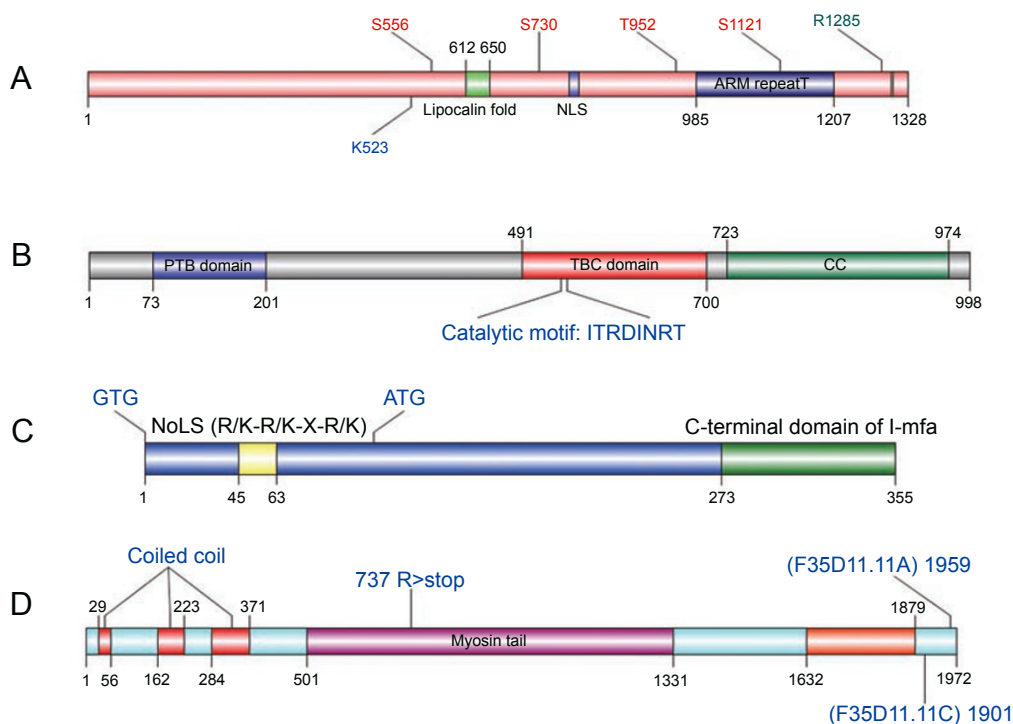 A
S556
S730
T952
S1121
R1285
612 650
ARM repeatT
1
Lipocalin fold
NLS
985
1207
1328
K523
B
491
723
974
PTB domain
TBC domain
CC
1
73
201
700
998
Catalytic motif: ITRDINRT
C
GTG
ATG
NoLS (R/K-R/K-X-R/K)
C-terminal domain of I-mfa
1
45
63
273
355
D
Coiled coil
737 R>stop
(F35D11.11A) 1959
29
223
371
1879
Myosin tail
1
56
162
284
501
1331
1632
1972
(F35D11.11C) 1901